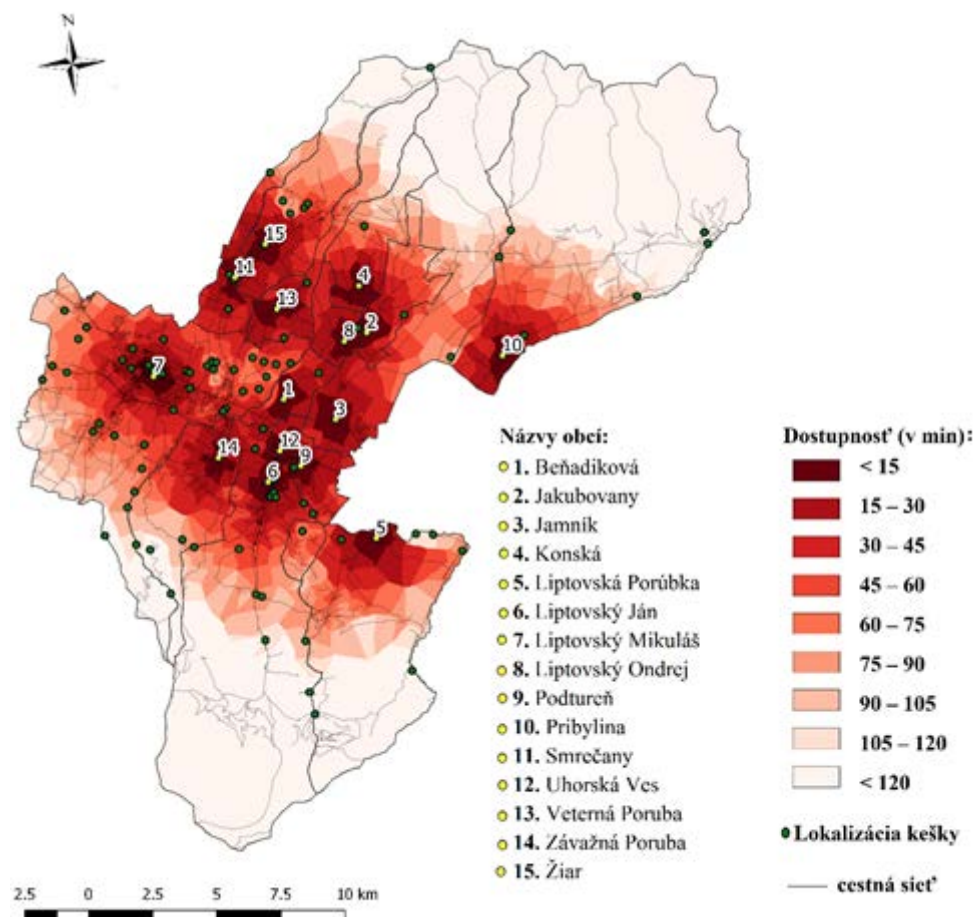 N
15
11
4
13
2
8
10
7
1
3
12
14
9
6
5
Názvy obcí:
1. Beňadiková
2. Jakubovany
3. Jamník
4. Konská
5. Liptovská Porúbka
6. Liptovský Ján
7. Liptovský Mikuláš
8. Liptovský Ondrej
9. Podtureň
10. Pribylina
11. Smrečany
12. Uhorská Ves
13. Veterná Poruba
14. Závažná Poruba
15. Žiar
Dostupnosť (v min):
< 15
15 – 30
30 – 45
45 – 60
60 – 75
75 – 90
90 – 105
105 – 120
< 120
Lokalizácia kešky
cestná sieť
2.5 0 2.5 5 7.5 10 km